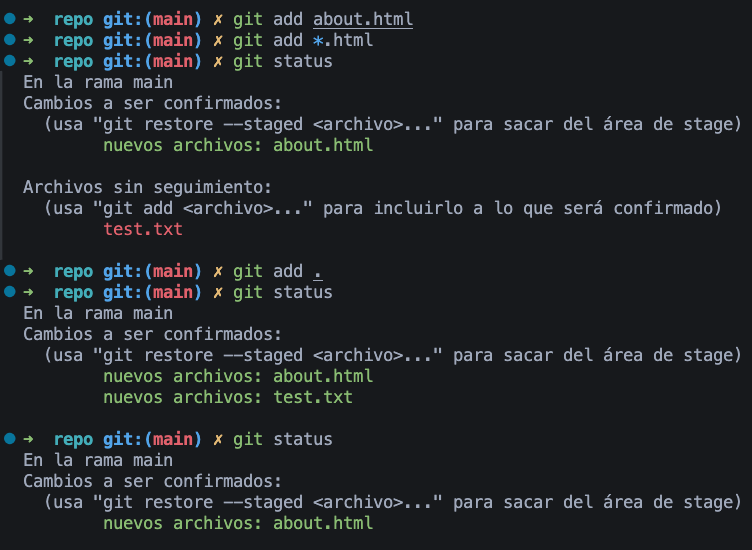 ➜  repo git:(main) ✗ git add about.html
➜  repo git:(main) ✗ git add *.html
➜  repo git:(main) ✗ git status
En la rama main
Cambios a ser confirmados:
  (usa "git restore --staged <archivo>..." para sacar del área de stage)
        nuevos archivos: about.html

Archivos sin seguimiento:
  (usa "git add <archivo>..." para incluirlo a lo que será confirmado)
        test.txt

➜  repo git:(main) ✗ git add .
➜  repo git:(main) ✗ git status
En la rama main
Cambios a ser confirmados:
  (usa "git restore --staged <archivo>..." para sacar del área de stage)
        nuevos archivos: about.html
        nuevos archivos: test.txt

➜  repo git:(main) ✗ git status
En la rama main
Cambios a ser confirmados:
  (usa "git restore --staged <archivo>..." para sacar del área de stage)
        nuevos archivos: about.html